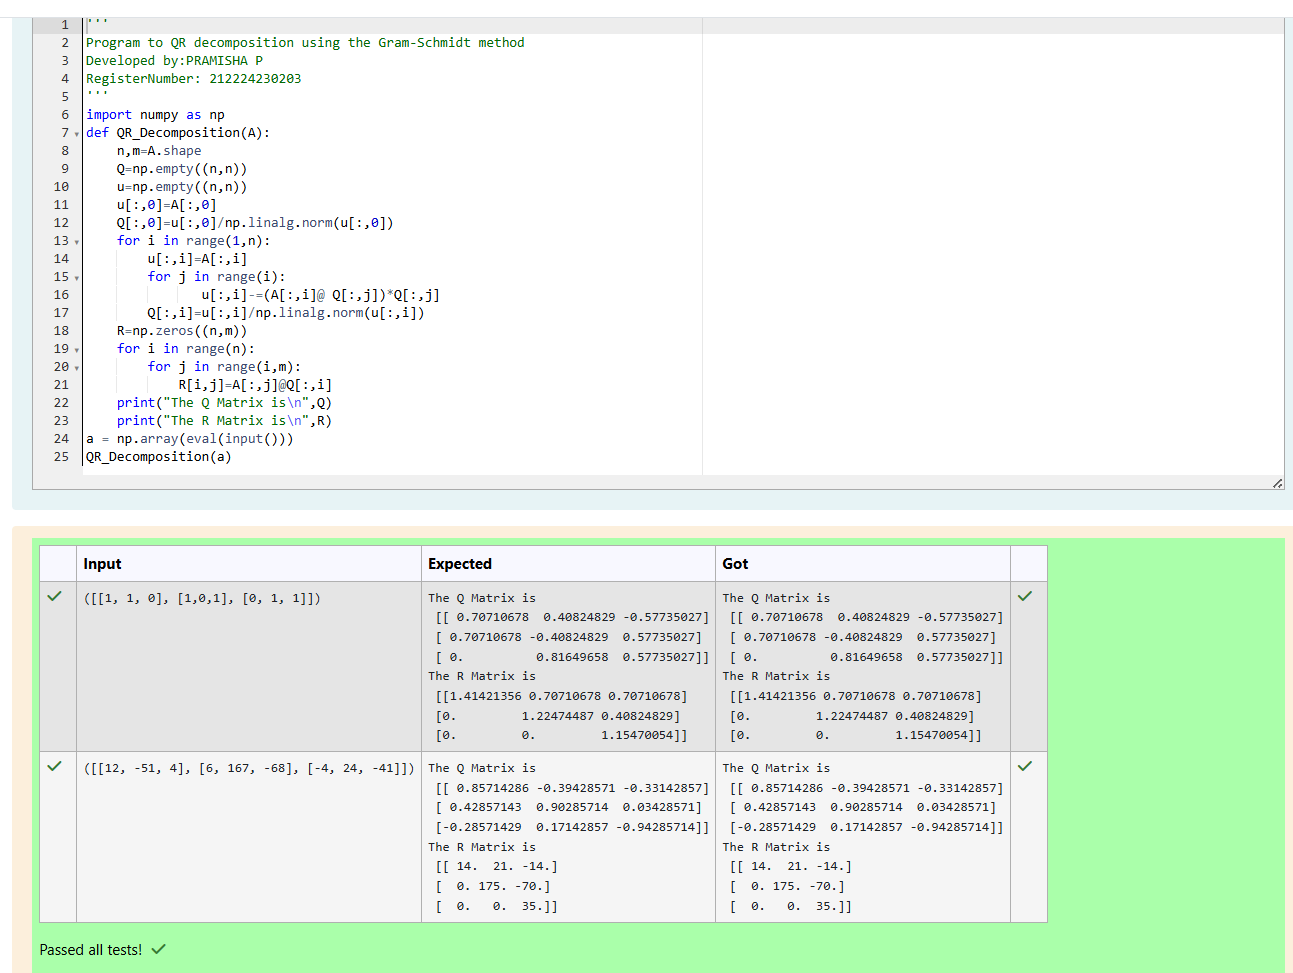 1 '''
2 Program to QR decomposition using the Gram-Schmidt method
3 Developed by:PRAMISHA P
4 RegisterNumber: 212224230203
5 '''
6 import numpy as np
7 def QR_Decomposition(A):
8     n,m=A.shape
9     Q=np.empty((n,n))
10     u=np.empty((n,n))
11     u[:,0]=A[:,0]
12     Q[:,0]=u[:,0]/np.linalg.norm(u[:,0])
13     for i in range(1,n):
14         u[:,i]=A[:,i]
15         for j in range(i):
16                u[:,i]-=(A[:,i]@ Q[:,j])*Q[:,j]
17         Q[:,i]=u[:,i]/np.linalg.norm(u[:,i])
18     R=np.zeros((n,m))
19     for i in range(n):
20         for j in range(i,m):
21             R[i,j]=A[:,j]@Q[:,i]
22     print("The Q Matrix is\n",Q)
23     print("The R Matrix is\n",R)
24 a = np.array(eval(input()))
25 QR_Decomposition(a)
Input Expected Got
([[1, 1, 0], [1,0,1], [0, 1, 1]]) The Q Matrix is The Q Matrix is
[[ 0.70710678  0.40824829 -0.57735027] [[ 0.70710678  0.40824829 -0.57735027]
[ 0.70710678 -0.40824829  0.57735027] [ 0.70710678 -0.40824829  0.57735027]
[ 0.          0.81649658  0.57735027]] [ 0.          0.81649658  0.57735027]]
The R Matrix is The R Matrix is
[[1.41421356 0.70710678 0.70710678] [[1.41421356 0.70710678 0.70710678]
[0.         1.22474487 0.40824829] [0.         1.22474487 0.40824829]
[0.         0.         1.15470054]] [0.         0.         1.15470054]]
([[12, -51, 4], [6, 167, -68], [-4, 24, -41]]) The Q Matrix is The Q Matrix is
[[ 0.85714286 -0.39428571 -0.33142857] [[ 0.85714286 -0.39428571 -0.33142857]
[ 0.42857143  0.90285714  0.03428571] [ 0.42857143  0.90285714  0.03428571]
[-0.28571429  0.17142857 -0.94285714]] [-0.28571429  0.17142857 -0.94285714]]
The R Matrix is The R Matrix is
[[ 14.  21. -14.] [[ 14.  21. -14.]
[  0. 175. -70.] [  0. 175. -70.]
[  0.   0.  35.]] [  0.   0.  35.]]
Passed all tests!